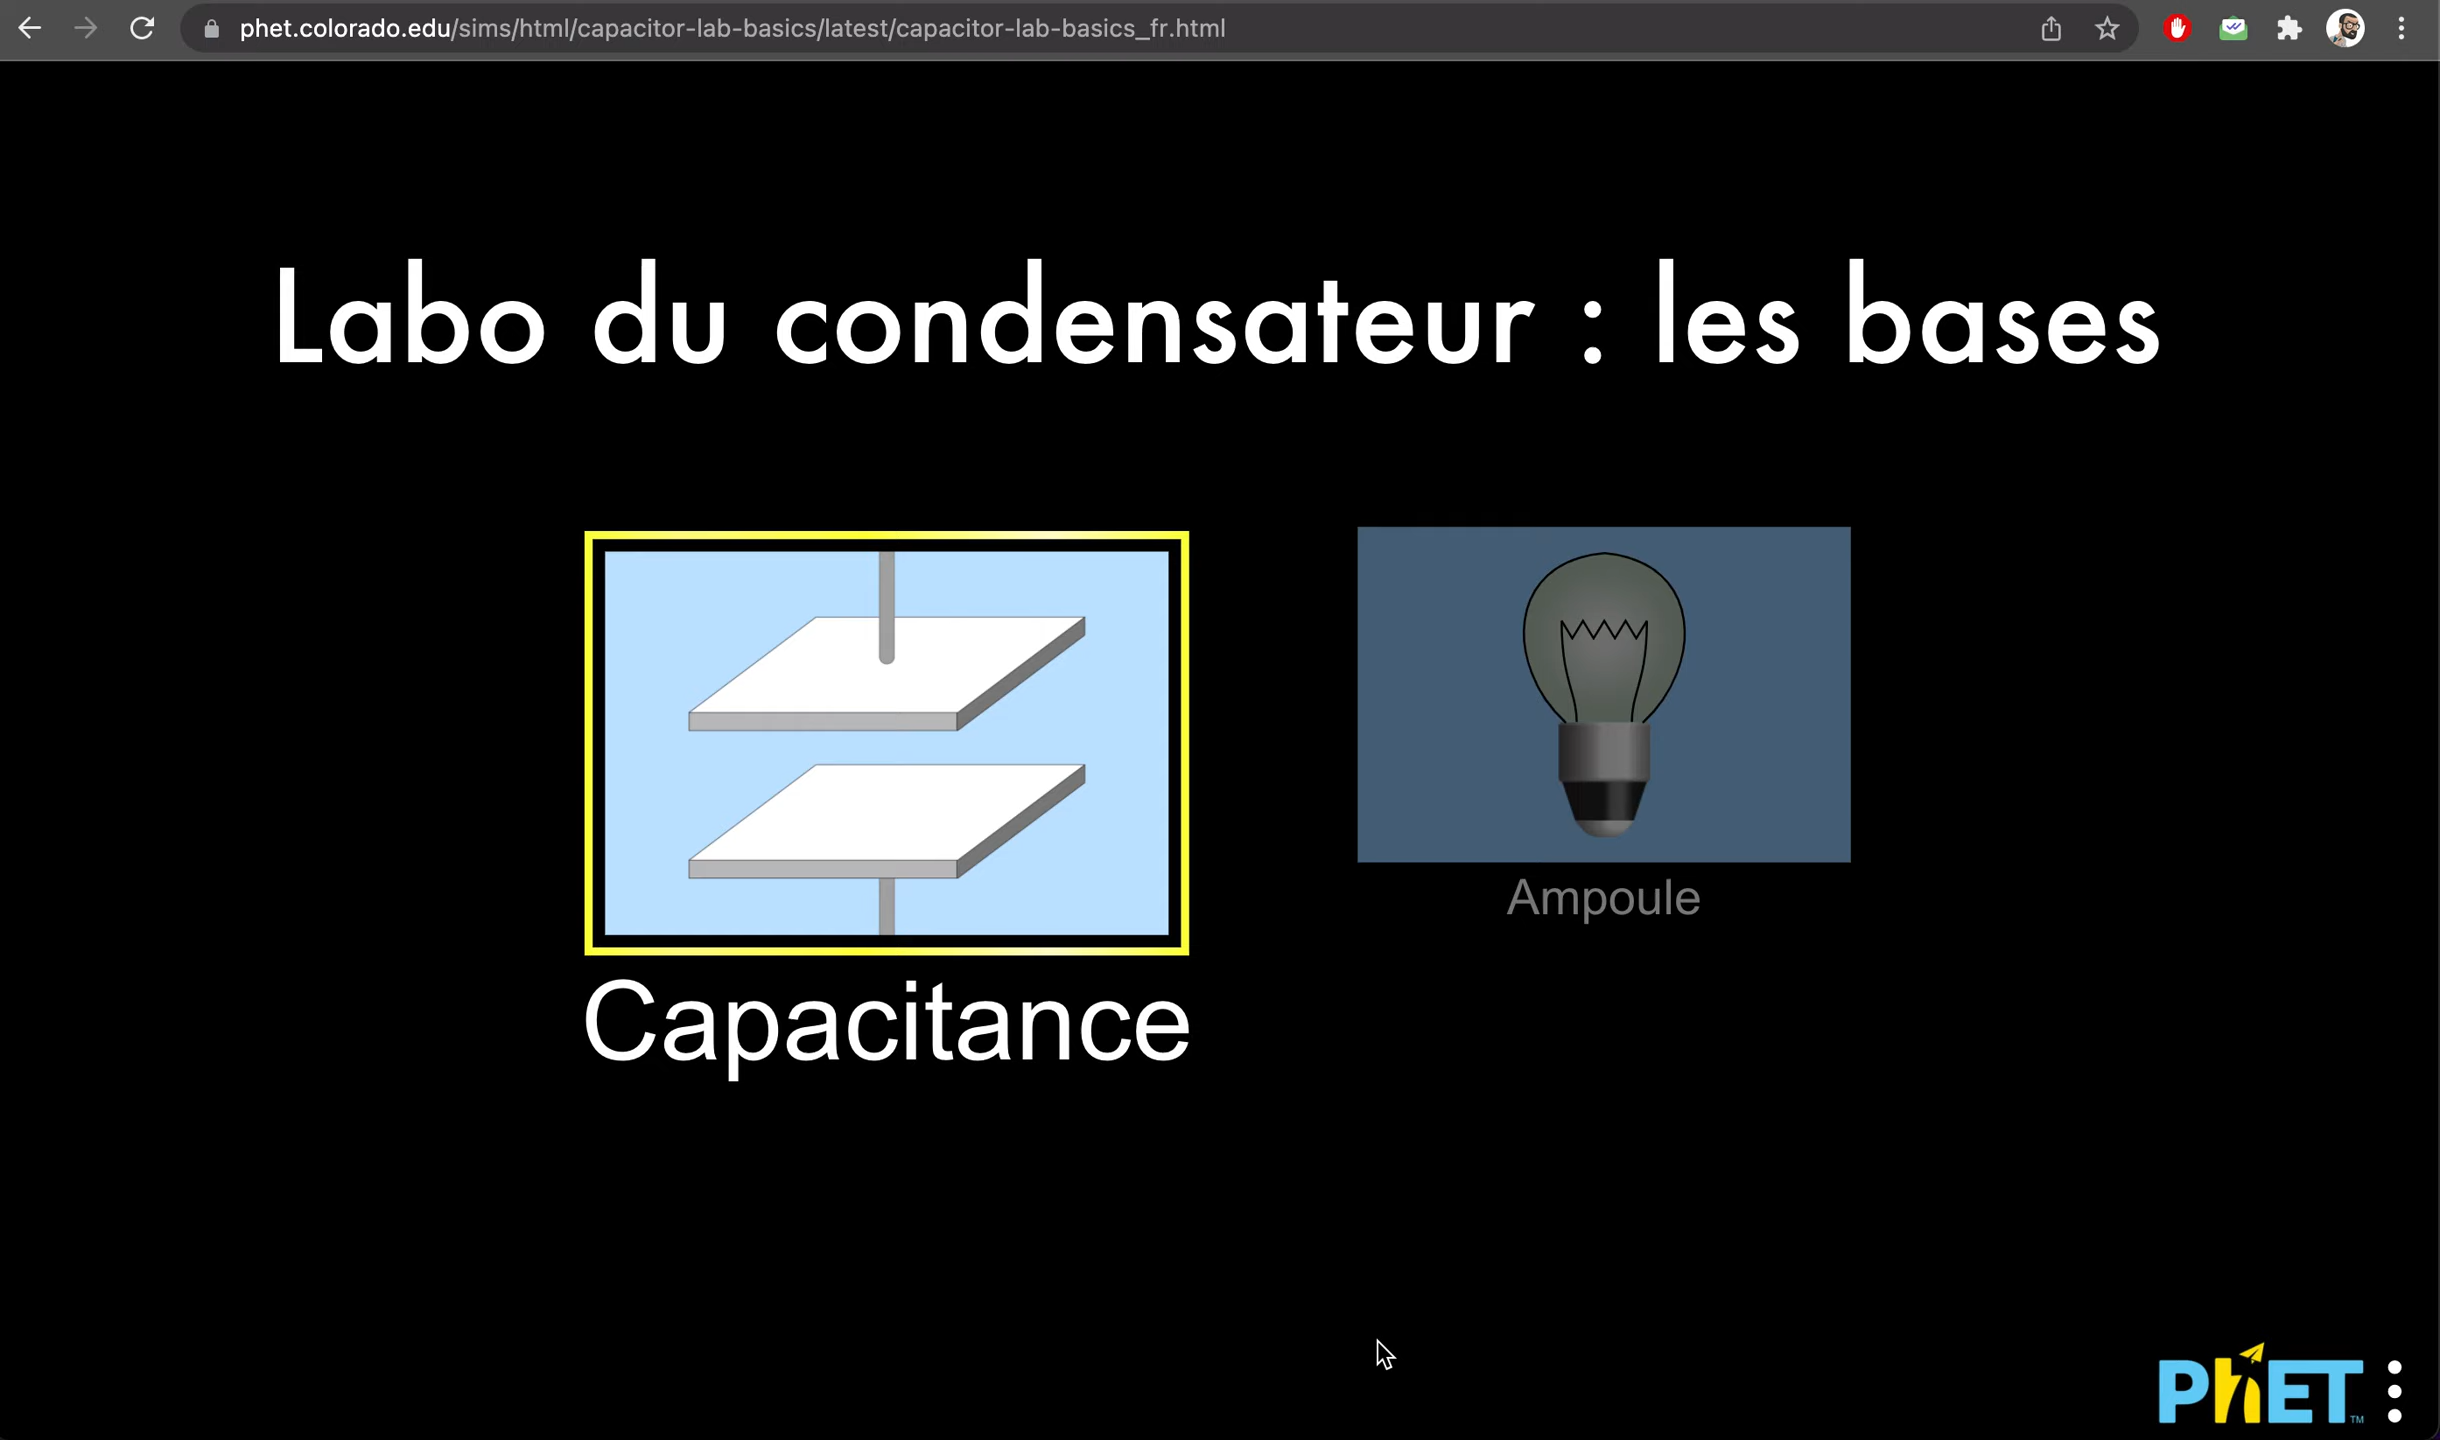 phet.colorado.edu/sims/html/capacitor-lab-basics/latest/capacitor-lab-basics_fr.html
Labo du condensateur : les bases
Capacitance
Ampoule
PhET™